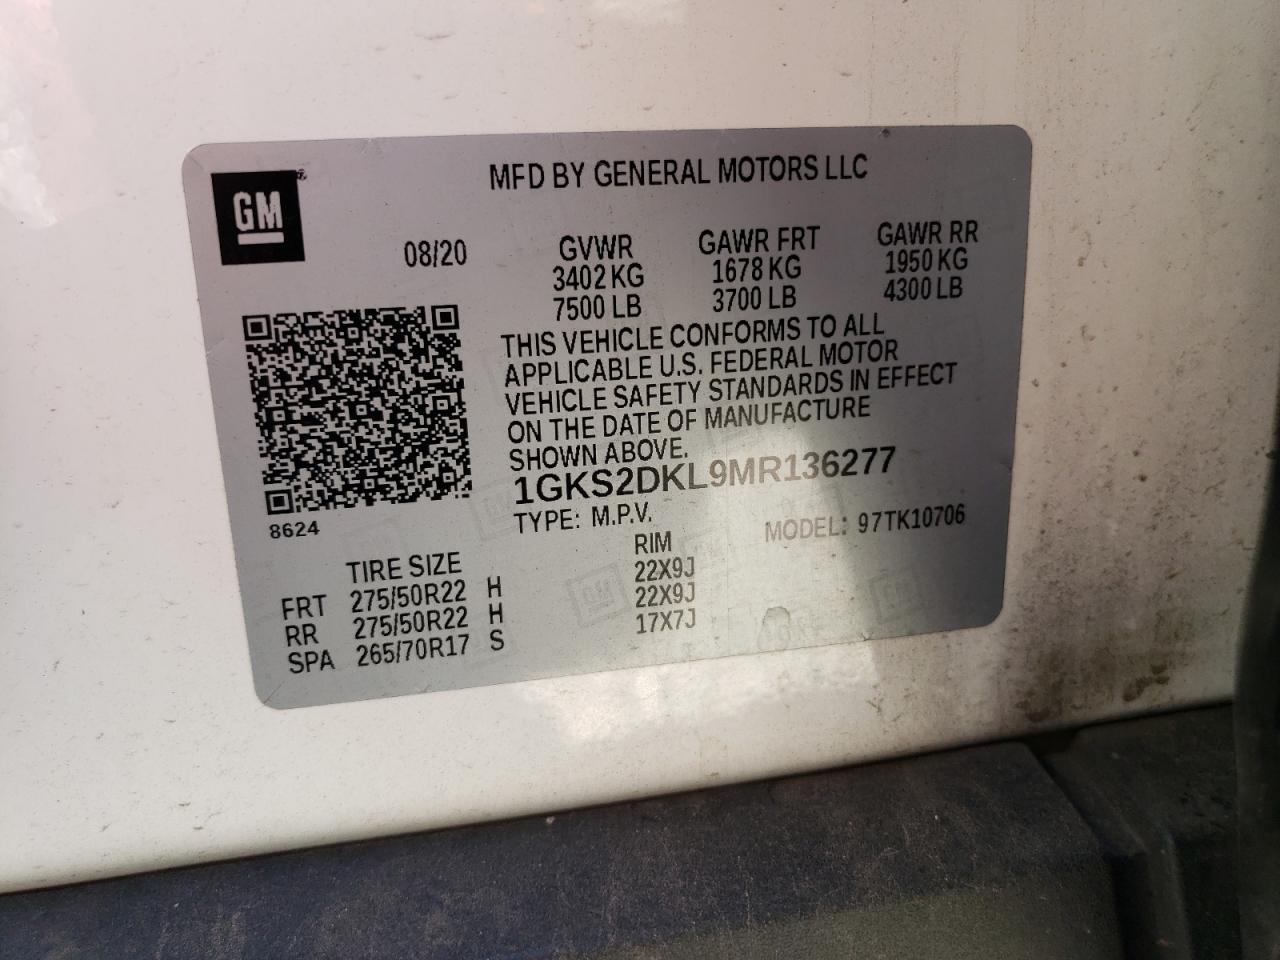 MFD BY GENERAL MOTORS LLC
GM®
08/20
GVWR GAWR FRT GAWR RR
3402 KG 1678 KG 1950 KG
7500 LB 3700 LB 4300 LB
THIS VEHICLE CONFORMS TO ALL
APPLICABLE U.S. FEDERAL MOTOR
VEHICLE SAFETY STANDARDS IN EFFECT
ON THE DATE OF MANUFACTURE
SHOWN ABOVE.
1GKS2DKL9MR136277
8624
TYPE: M.P.V. MODEL: 97TK10706
TIRE SIZE RIM
FRT 275/50R22 H 22X9J
RR 275/50R22 H 22X9J
SPA 265/70R17 S 17X7J
GM